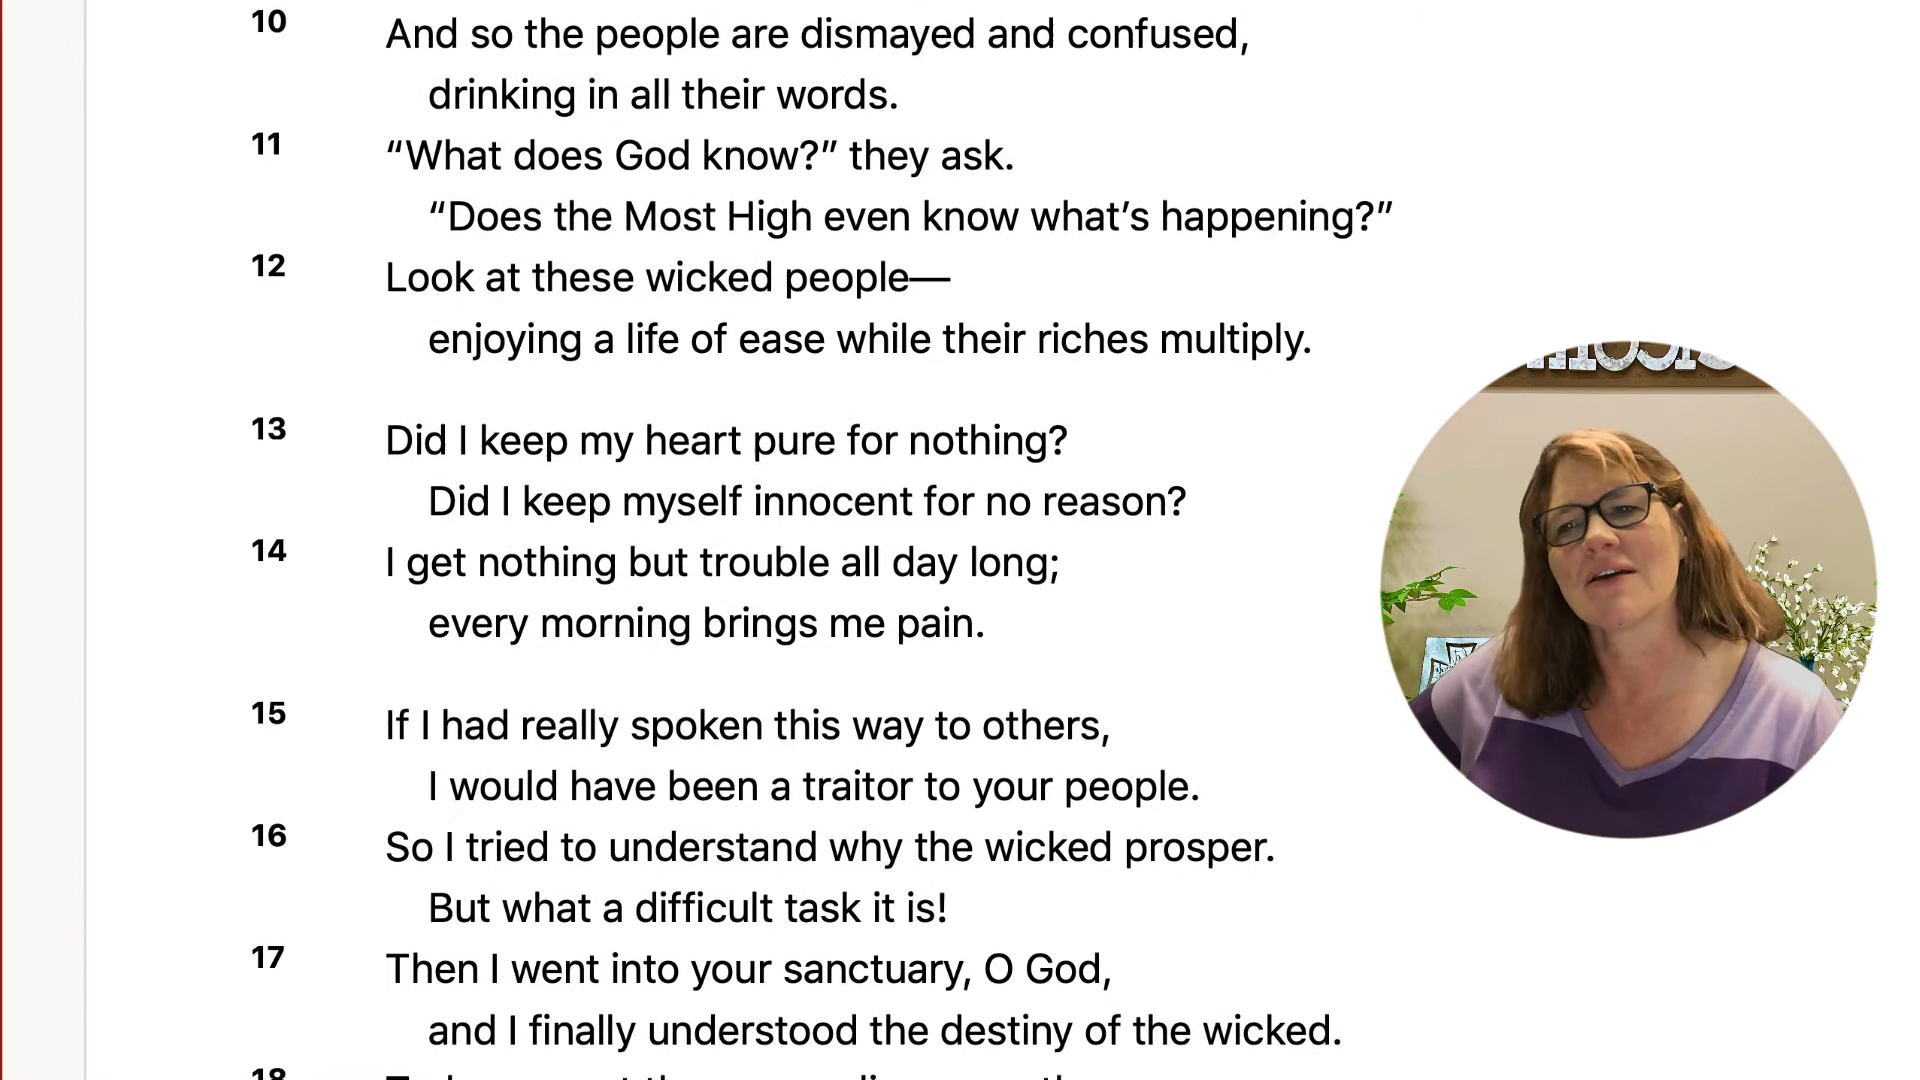 10 And so the people are dismayed and confused,
drinking in all their words.
11 “What does God know?” they ask.
“Does the Most High even know what’s happening?”
12 Look at these wicked people—
enjoying a life of ease while their riches multiply.
13 Did I keep my heart pure for nothing?
Did I keep myself innocent for no reason?
14 I get nothing but trouble all day long;
every morning brings me pain.
15 If I had really spoken this way to others,
I would have been a traitor to your people.
16 So I tried to understand why the wicked prosper.
But what a difficult task it is!
17 Then I went into your sanctuary, O God,
and I finally understood the destiny of the wicked.
18